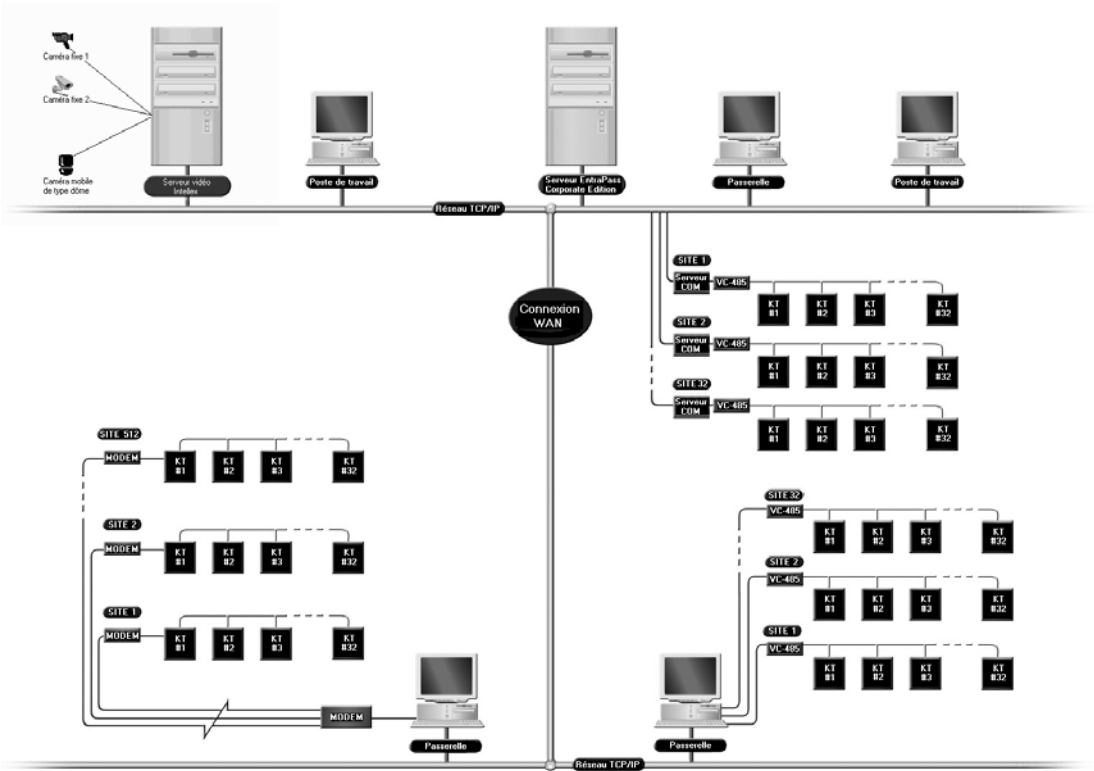 Caméra fixe 1
Caméra fixe 2
Caméra mobile
de type dôme
Serveur vidéo
Intellex
Poste de travail
Serveur EntraPass
Corporate Edition
Passerelle
Poste de travail
Réseau TCP/IP
Connexion
WAN
SITE 1
Serveur
COM
VC-485
KT
#1
KT
#2
KT
#3
KT
#32
SITE 2
Serveur
COM
VC-485
KT
#1
KT
#2
KT
#3
KT
#32
SITE 32
Serveur
COM
VC-485
KT
#1
KT
#2
KT
#3
KT
#32
SITE 512
MODEM
KT
#1
KT
#2
KT
#3
KT
#32
SITE 2
MODEM
KT
#1
KT
#2
KT
#3
KT
#32
SITE 1
MODEM
KT
#1
KT
#2
KT
#3
KT
#32
MODEM
Passerelle
SITE 32
VC-485
KT
#1
KT
#2
KT
#3
KT
#32
SITE 2
VC-485
KT
#1
KT
#2
KT
#3
KT
#32
SITE 1
VC-485
KT
#1
KT
#2
KT
#3
KT
#32
Passerelle
Réseau TCP/IP